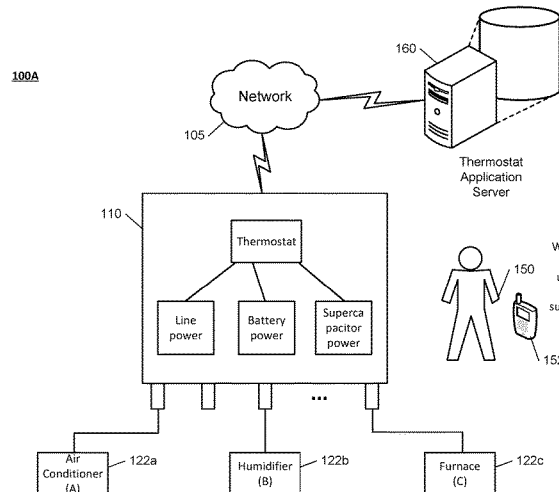 100A
160
Network
105
Thermostat
Application
Server
110
Thermostat
Line
power
Battery
power
Superca
pacitor
power
150
152
...
Air
Conditioner
(A)
122a
Humidifier
(B)
122b
Furnace
(C)
122c